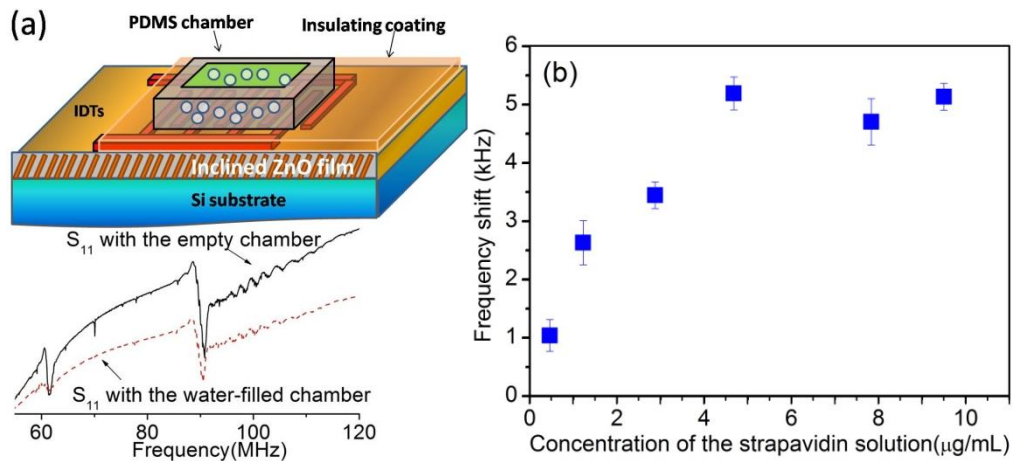 (a)
PDMS chamber
Insulating coating
IDTs
Inclined ZnO film
Si substrate
S11 with the empty chamber
S11 with the water-filled chamber
60 80 100 120
Frequency(MHz)
(b)
Frequency shift (kHz)
6
5
4
3
2
1
0
0 2 4 6 8 10
Concentration of the strapavidin solution(μg/mL)